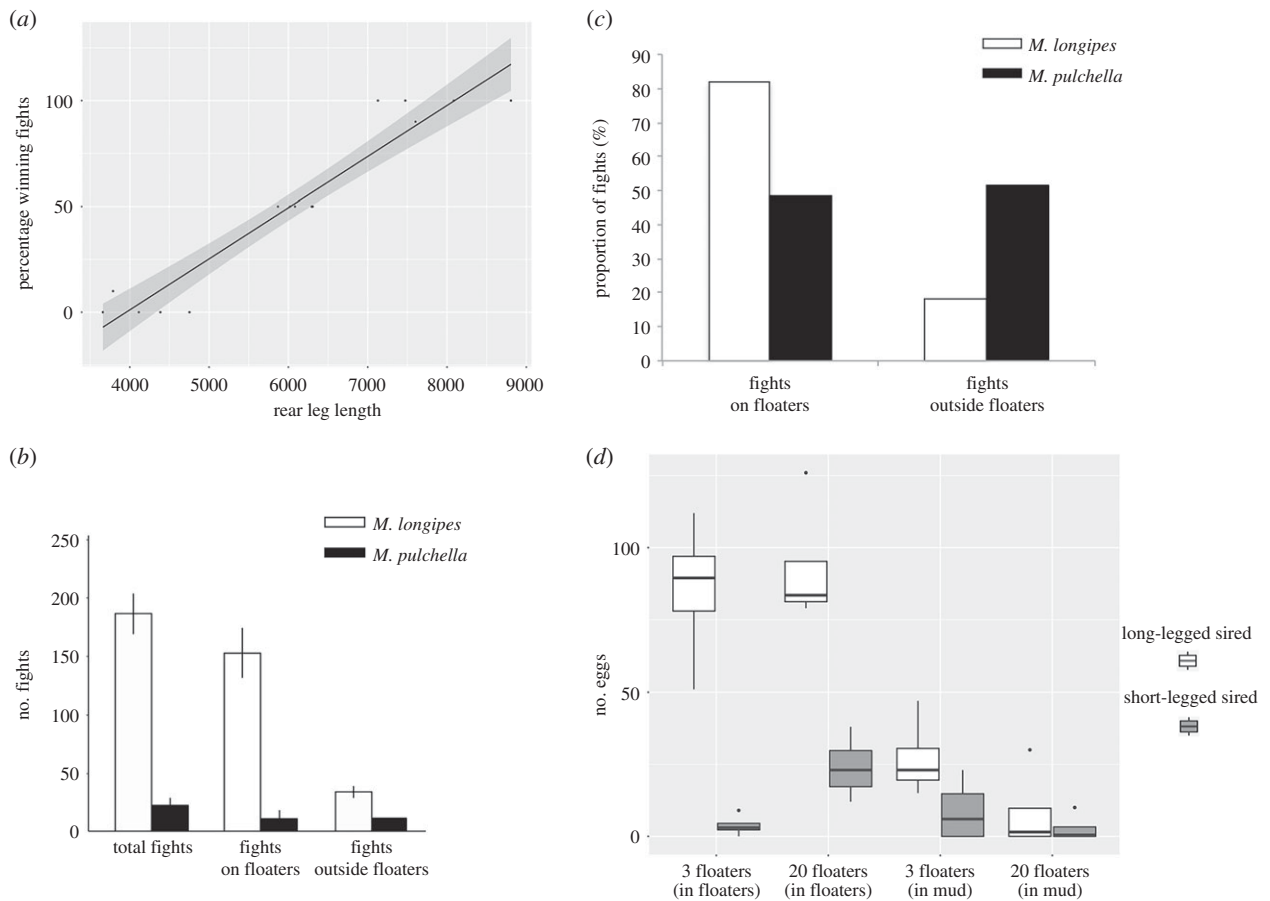 (a)
percentage winning fights
100
50
0
4000 5000 6000 7000 8000 9000
rear leg length
(b)
no. fights
250
200
150
100
50
0
M. longipes
M. pulchella
total fights
fights
on floaters
fights
outside floaters
(c)
proportion of fights (%)
90
80
70
60
50
40
30
20
10
0
M. longipes
M. pulchella
fights
on floaters
fights
outside floaters
(d)
no. eggs
100
50
0
3 floaters
(in floaters)
20 floaters
(in floaters)
3 floaters
(in mud)
20 floaters
(in mud)
long-legged sired
short-legged sired